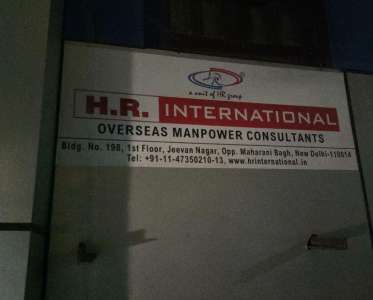 a unit of HR group
H.R. INTERNATIONAL
OVERSEAS MANPOWER CONSULTANTS
Bldg. No. 198, 1st Floor, Jeevan Nagar, Opp. Maharani Bagh, New Delhi-110014
Tel: +91-11-47350210-13, www.hrinternational.in